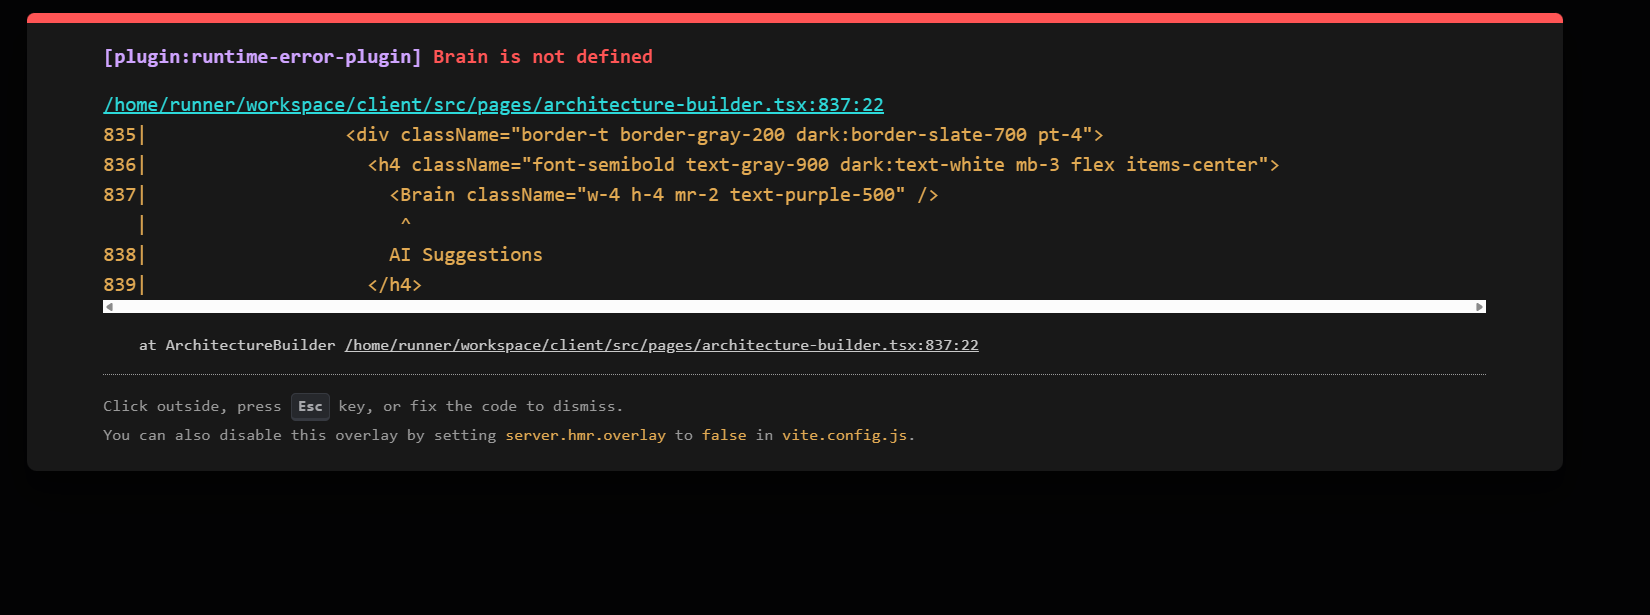 [plugin:runtime-error-plugin] Brain is not defined
/home/runner/workspace/client/src/pages/architecture-builder.tsx:837:22
835|                  <div className="border-t border-gray-200 dark:border-slate-700 pt-4">
836|                    <h4 className="font-semibold text-gray-900 dark:text-white mb-3 flex items-center">
837|                      <Brain className="w-4 h-4 mr-2 text-purple-500" />
   |                       ^
838|                      AI Suggestions
839|                    </h4>
at ArchitectureBuilder /home/runner/workspace/client/src/pages/architecture-builder.tsx:837:22
Click outside, press Esc key, or fix the code to dismiss.
You can also disable this overlay by setting server.hmr.overlay to false in vite.config.js.